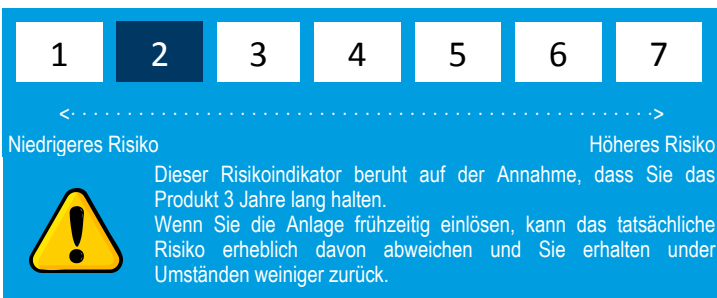 1 2 3 4 5 6 7
<· · · · · · · · · · · · · · · · · · · · · · · · · · · · · · · · · · · · · · · · · · · · · · · · · · · ·>
Niedrigeres Risiko Höheres Risiko
Dieser Risikoindikator beruht auf der Annahme, dass Sie das
Produkt 3 Jahre lang halten.
Wenn Sie die Anlage frühzeitig einlösen, kann das tatsächliche
Risiko erheblich davon abweichen und Sie erhalten under
Umständen weiniger zurück.